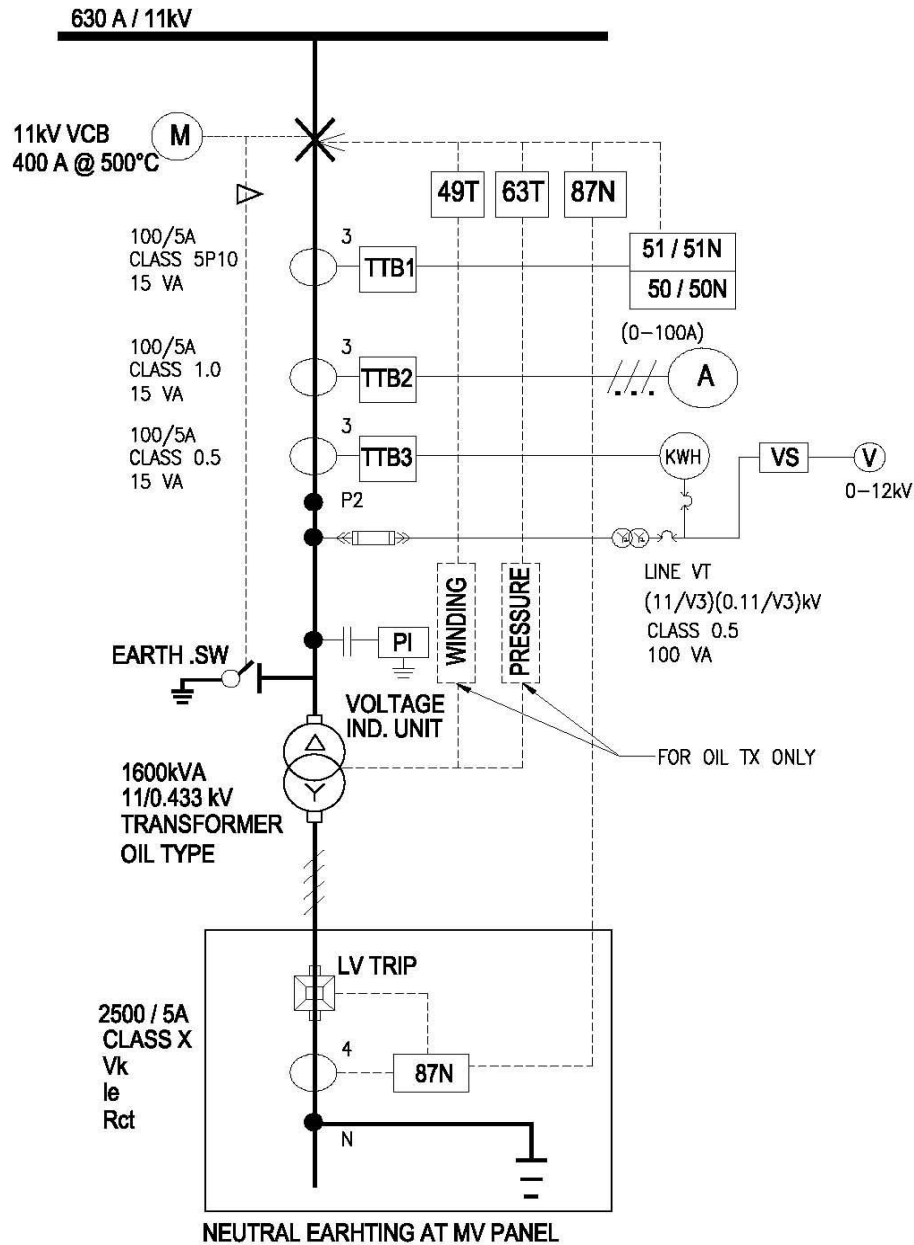 630 A / 11kV
11kV VCB
400 A @ 500°C
M
49T
63T
87N
100/5A
CLASS 5P10
15 VA
3
TTB1
51 / 51N
50 / 50N
(0-100A)
100/5A
CLASS 1.0
15 VA
3
TTB2
A
100/5A
CLASS 0.5
15 VA
3
TTB3
KWH
VS
V
0-12kV
P2
LINE VT
(11/V3)(0.11/V3)kV
CLASS 0.5
100 VA
WINDING
PRESSURE
PI
EARTH .SW
VOLTAGE
IND. UNIT
FOR OIL TX ONLY
1600kVA
11/0.433 kV
TRANSFORMER
OIL TYPE
Δ
Y
LV TRIP
2500 / 5A
CLASS X
Vk
Ie
Rct
4
87N
N
NEUTRAL EARHTING AT MV PANEL